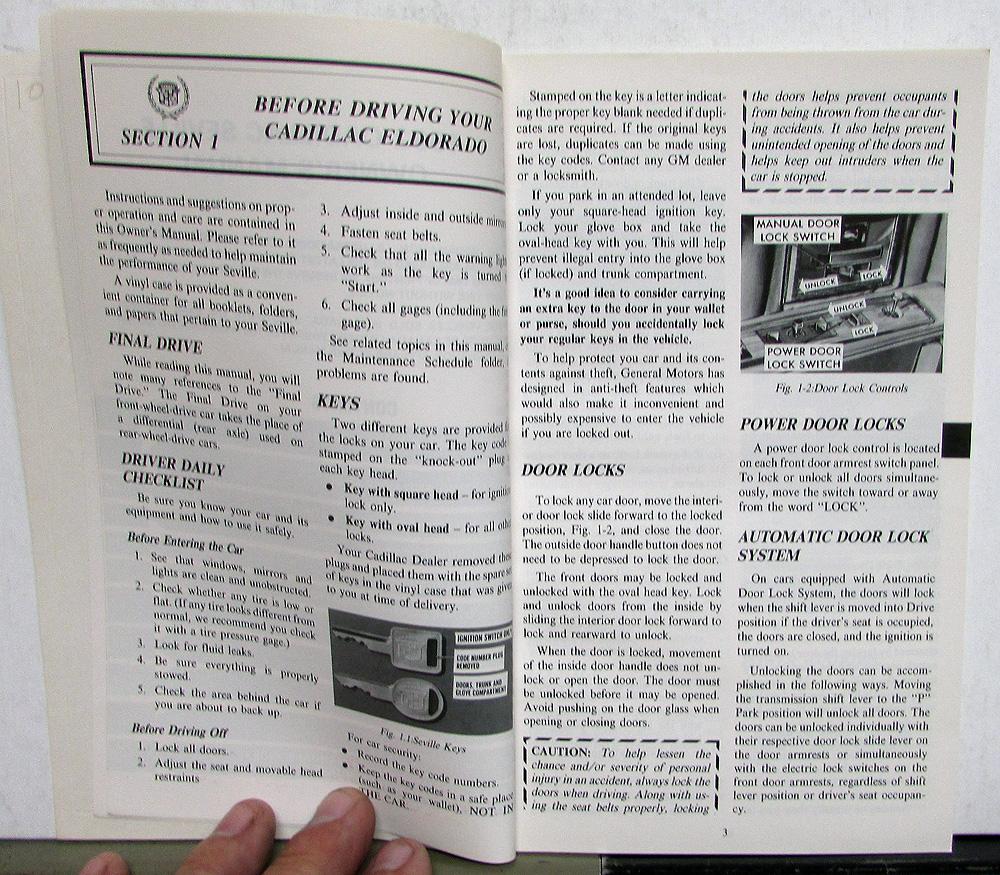 10
SECTION 1
BEFORE DRIVING YOUR
CADILLAC ELDORADO
Instructions and suggestions on prop-
er operation and care are contained in
this Owner's Manual. Please refer to it
as frequently as needed to help maintain
the performance of your Seville.
A vinyl case is provided as a conven-
ient container for all booklets, folders,
and papers that pertain to your Seville.
FINAL DRIVE
While reading this manual, you will
note many references to the "Final
Drive." The Final Drive on your
front-wheel-drive car takes the place of
a differential (rear axle) used on
rear-wheel-drive cars.
DRIVER DAILY
CHECKLIST
Be sure you know your car and its
equipment and how to use it safely.
Before Entering the Car
1. See that windows, mirrors and
lights are clean and unobstructed.
2. Check whether any tire is low or
flat. (If any tire looks different from
normal, we recommend you check
it with a tire pressure gage.)
3. Look for fluid leaks.
4. Be sure everything is properly
stowed.
5. Check the area behind the car if
you are about to back up.
Before Driving Off
1. Lock all doors.
2. Adjust the seat and movable head
restraints
3. Adjust inside and outside
4. Fasten seat belts.
5. Check that all the warning
work as the key is turned
"Start."
6. Check all gages (including the
gage).
See related topics in this manual,
the Maintenance Schedule folder,
problems are found.
KEYS
Two different keys are provided
the locks on your car. The key code
stamped on the "knock-out" plug
each key head.
• Key with square head – for
lock only.
• Key with oval head – for all
locks.
Your Cadillac Dealer removed
plugs and placed them with the spare
of keys in the vinyl case that was
to you at time of delivery.
IGNITION SWITCH
CODE NUMBER PLUG
REMOVED
DOORS, TRUNK AND
GLOVE COMPARTMENT
Fig. 1.1:Seville Keys
For car security:
• Record the key code numbers.
• Keep the key codes in a safe place
(such as your wallet), NOT IN
THE CAR.
Stamped on the key is a letter indicat-
ing the proper key blank needed if dupli-
cates are required. If the original keys
are lost, duplicates can be made using
the key codes. Contact any GM dealer
or a locksmith.
If you park in an attended lot, leave
only your square-head ignition key.
Lock your glove box and take the
oval-head key with you. This will help
prevent illegal entry into the glove box
(if locked) and trunk compartment.
It's a good idea to consider carrying
an extra key to the door in your wallet
or purse, should you accidentally lock
your regular keys in the vehicle.
To help protect you car and its con-
tents against theft, General Motors has
designed in anti-theft features which
would also make it inconvenient and
possibly expensive to enter the vehicle
if you are locked out.
DOOR LOCKS
To lock any car door, move the interi-
or door lock slide forward to the locked
position, Fig. 1-2, and close the door.
The outside door handle button does not
need to be depressed to lock the door.
The front doors may be locked and
unlocked with the oval head key. Lock
and unlock doors from the inside by
sliding the interior door lock forward to
lock and rearward to unlock.
When the door is locked, movement
of the inside door handle does not un-
lock or open the door. The door must
be unlocked before it may be opened.
Avoid pushing on the door glass when
opening or closing doors.
CAUTION: To help lessen the
chance and/or severity of personal
injury in an accident, always lock the
doors when driving. Along with us-
ing the seat belts properly, locking
the doors helps prevent occupants
from being thrown from the car dur-
ing accidents. It also helps prevent
unintended opening of the doors and
helps keep out intruders when the
car is stopped.
MANUAL DOOR
LOCK SWITCH
UNLOCK
LOCK
UNLOCK
LOCK
POWER DOOR
LOCK SWITCH
Fig. 1-2:Door Lock Controls
POWER DOOR LOCKS
A power door lock control is located
on each front door armrest switch panel.
To lock or unlock all doors simultane-
ously, move the switch toward or away
from the word "LOCK".
AUTOMATIC DOOR LOCK
SYSTEM
On cars equipped with Automatic
Door Lock System, the doors will lock
when the shift lever is moved into Drive
position if the driver's seat is occupied,
the doors are closed, and the ignition is
turned on.
Unlocking the doors can be accom-
plished in the following ways. Moving
the transmission shift lever to the "P"
Park position will unlock all doors. The
doors can be unlocked individually with
their respective door lock slide lever on
the door armrests or simultaneously
with the electric lock switches on the
front door armrests, regardless of shift
lever position or driver's seat occupan-
cy.
3